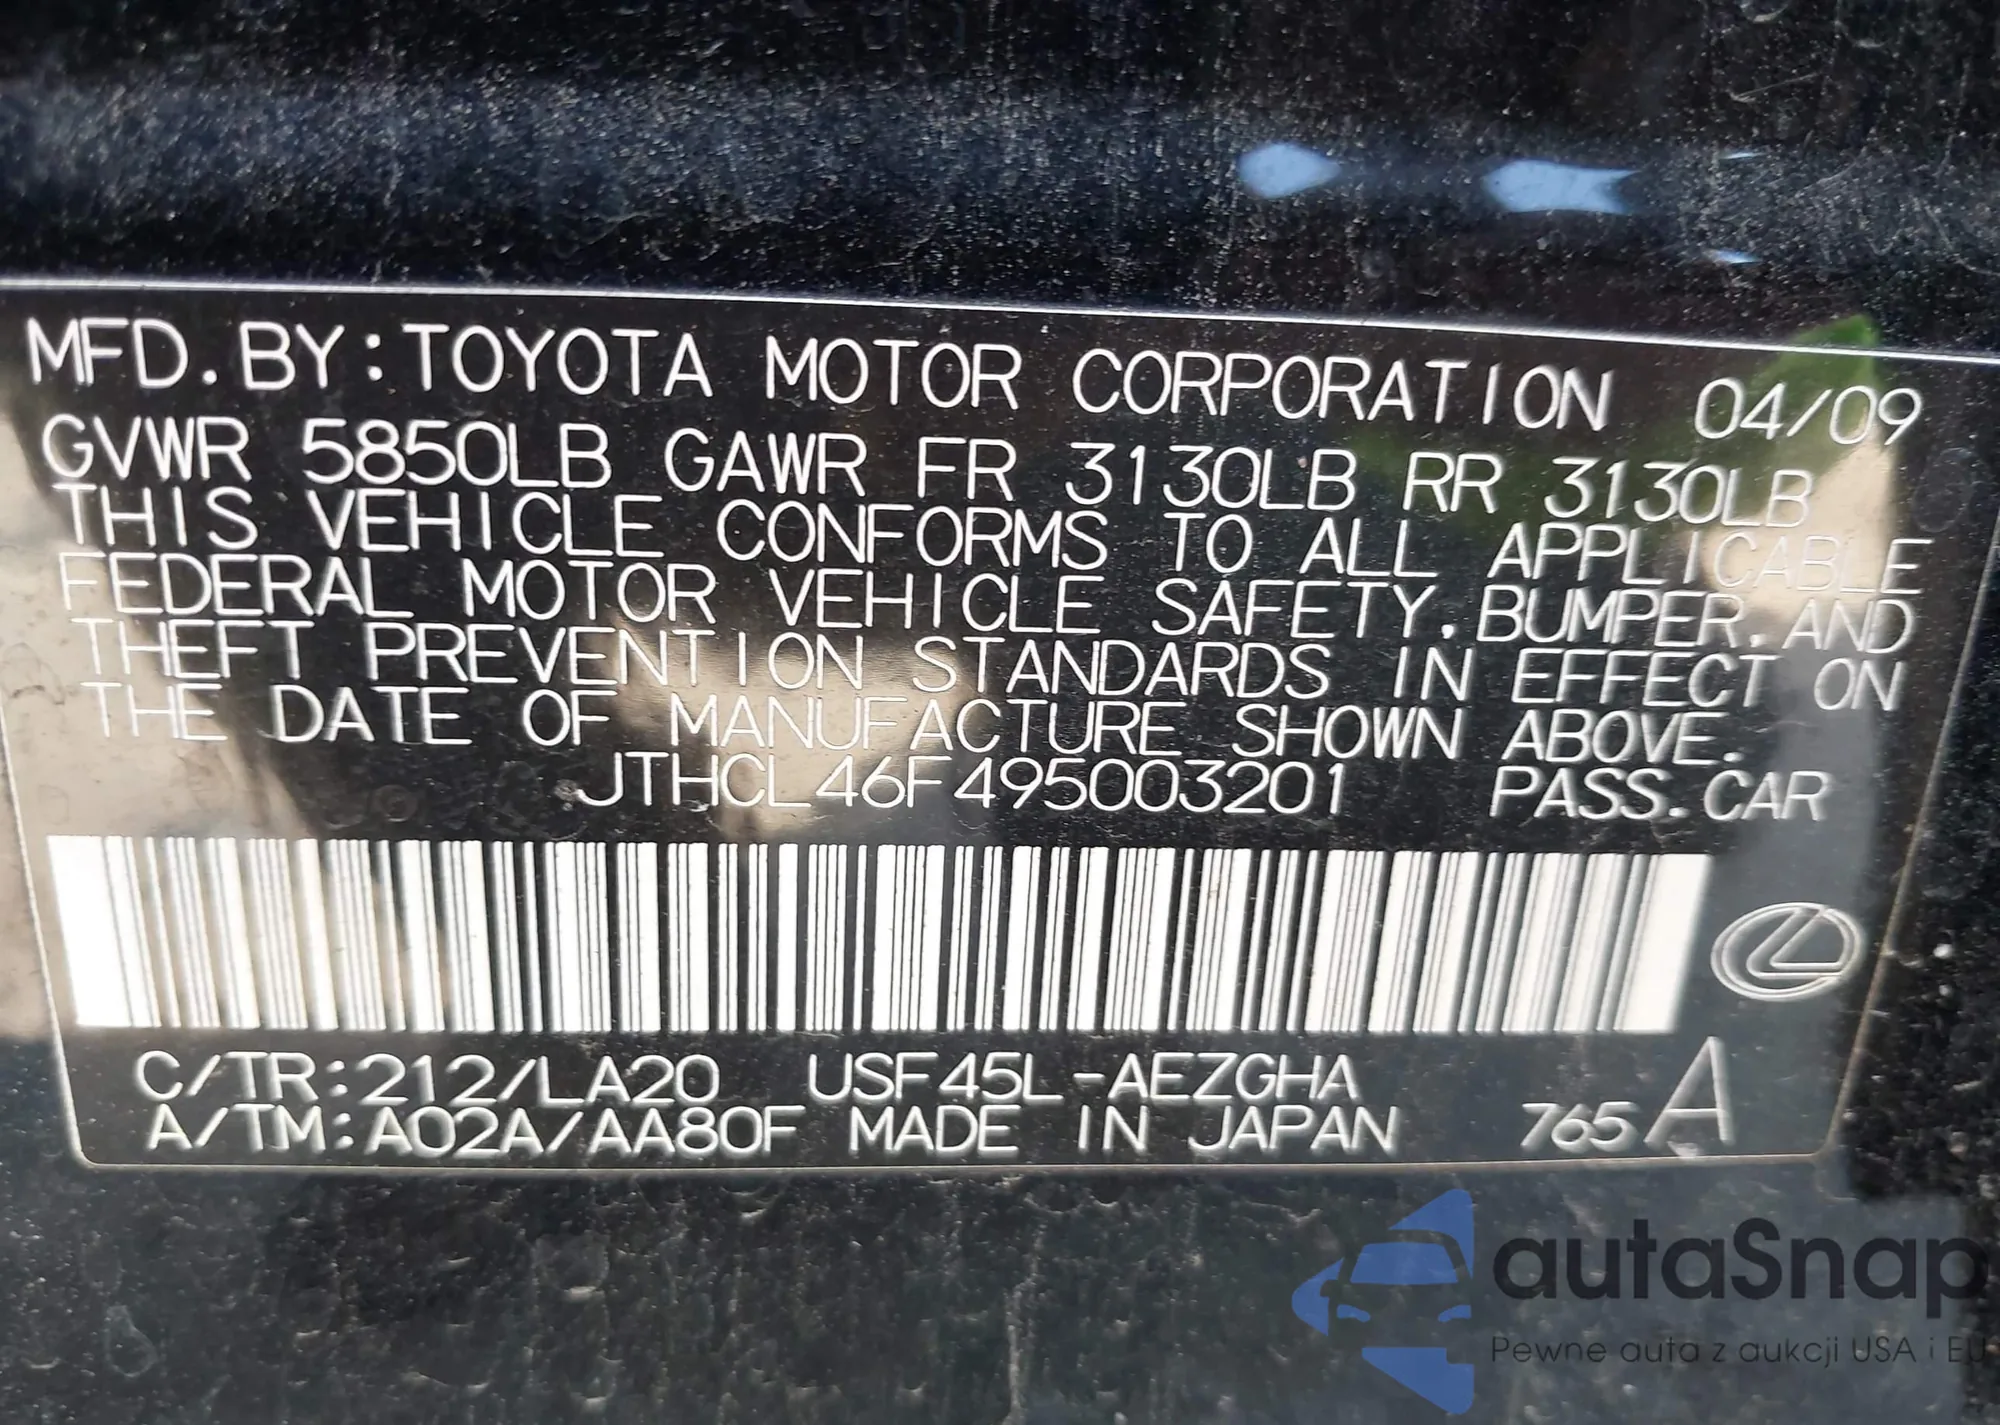 MFD.BY:TOYOTA MOTOR CORPORATION 04/09
GVWR 5850LB GAWR FR 3130LB RR 3130LB
THIS VEHICLE CONFORMS TO ALL APPLICABLE
FEDERAL MOTOR VEHICLE SAFETY,BUMPER,AND
THEFT PREVENTION STANDARDS IN EFFECT ON
THE DATE OF MANUFACTURE SHOWN ABOVE.
JTHCL46F495003201 PASS.CAR
C/TR:212/LA20 USF45L-AEZGHA
A/TM:A02A/AA80F MADE IN JAPAN 765A
autaSnap
Pewne auta z aukcji USA i EU